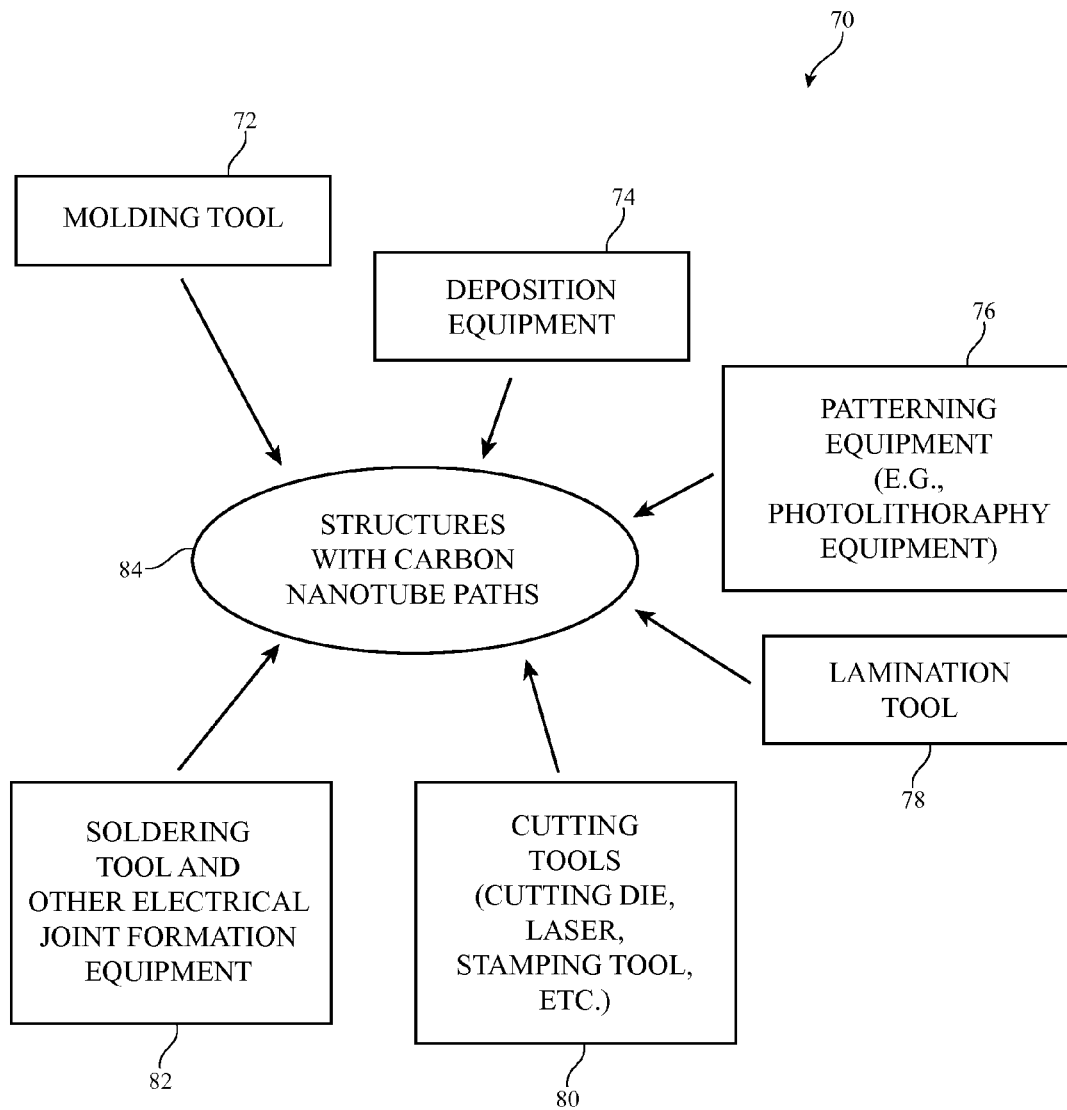 70
72
MOLDING TOOL
74
DEPOSITION
EQUIPMENT
76
PATTERNING
EQUIPMENT
(E.G.,
PHOTOLITHORAPHY
EQUIPMENT)
84
STRUCTURES
WITH CARBON
NANOTUBE PATHS
LAMINATION
TOOL
78
SOLDERING
TOOL AND
OTHER ELECTRICAL
JOINT FORMATION
EQUIPMENT
82
CUTTING
TOOLS
(CUTTING DIE,
LASER,
STAMPING TOOL,
ETC.)
80